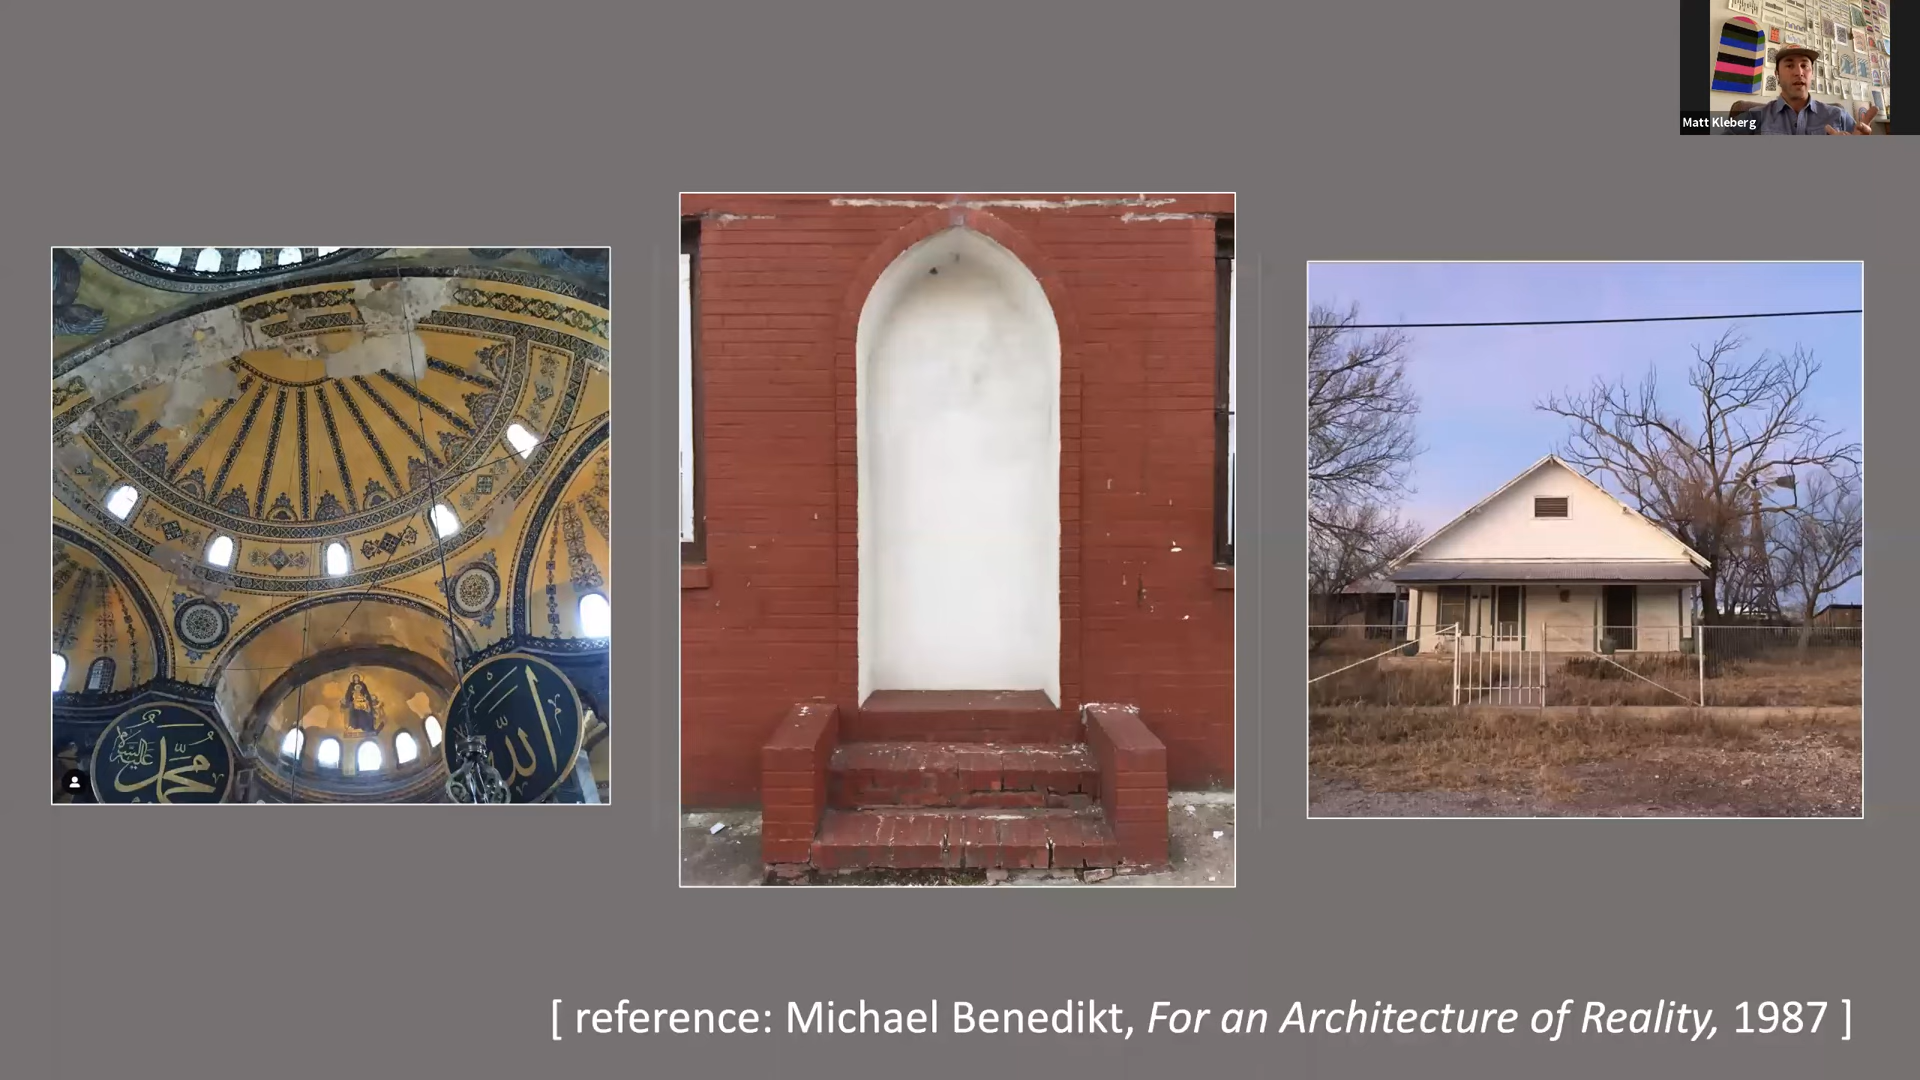 Matt Kleberg
محمد
عليه السلام
الله
[ reference: Michael Benedikt, For an Architecture of Reality, 1987 ]